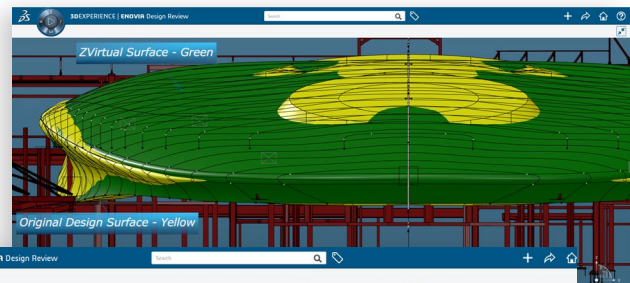 3DEXPERIENCE | ENOVIA Design Review
Search
ZVirtual Surface - Green
Original Design Surface - Yellow
Design Review
Search